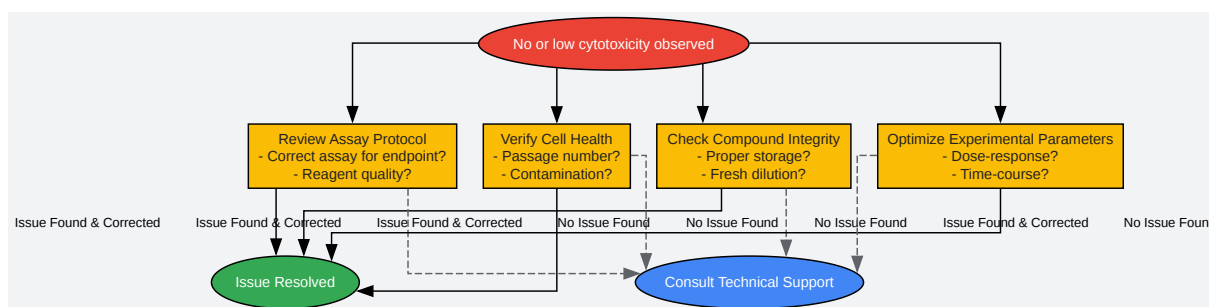 No or low cytotoxicity observed
Review Assay Protocol
- Correct assay for endpoint?
- Reagent quality?
Verify Cell Health
- Passage number?
- Contamination?
Check Compound Integrity
- Proper storage?
- Fresh dilution?
Optimize Experimental Parameters
- Dose-response?
- Time-course?
Issue Found & Corrected
Issue Found & Corrected
Issue Found & Corrected
No Issue Found
No Issue Found
No Issue Found
Issue Found & Corrected
No Issue Foun
Issue Resolved
Consult Technical Support